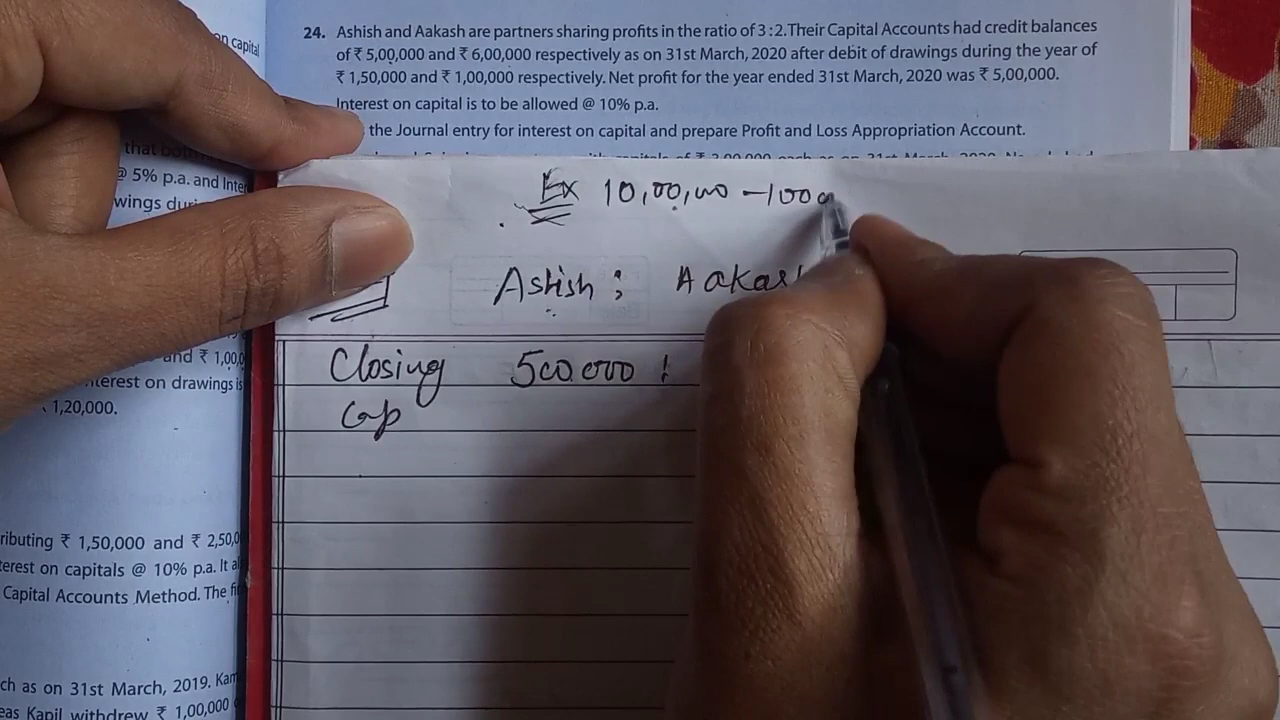 on capital
24. Ashish and Aakash are partners sharing profits in the ratio of 3:2. Their Capital Accounts had credit balances
of ₹ 5,00,000 and ₹ 6,00,000 respectively as on 31st March, 2020 after debit of drawings during the year of
₹ 1,50,000 and ₹ 1,00,000 respectively. Net profit for the year ended 31st March, 2020 was ₹ 5,00,000.
Interest on capital is to be allowed @ 10% p.a.
the Journal entry for interest on capital and prepare Profit and Loss Appropriation Account.
that
@ 5% p.a. and Inte
wings
and ₹ 1,00,0
terest on drawings is
1,20,000.
ributing ₹ 1,50,000 and ₹ 2,50,0
terest on capitals @ 10% p.a. It
Capital Accounts Method. The
ch as on 31st March, 2019. Kam
eas Kapil withdrew ₹ 1,00,000
Ex 10,00,000 - 100
Ashish : Aakas
Closing 500000 :
Cap